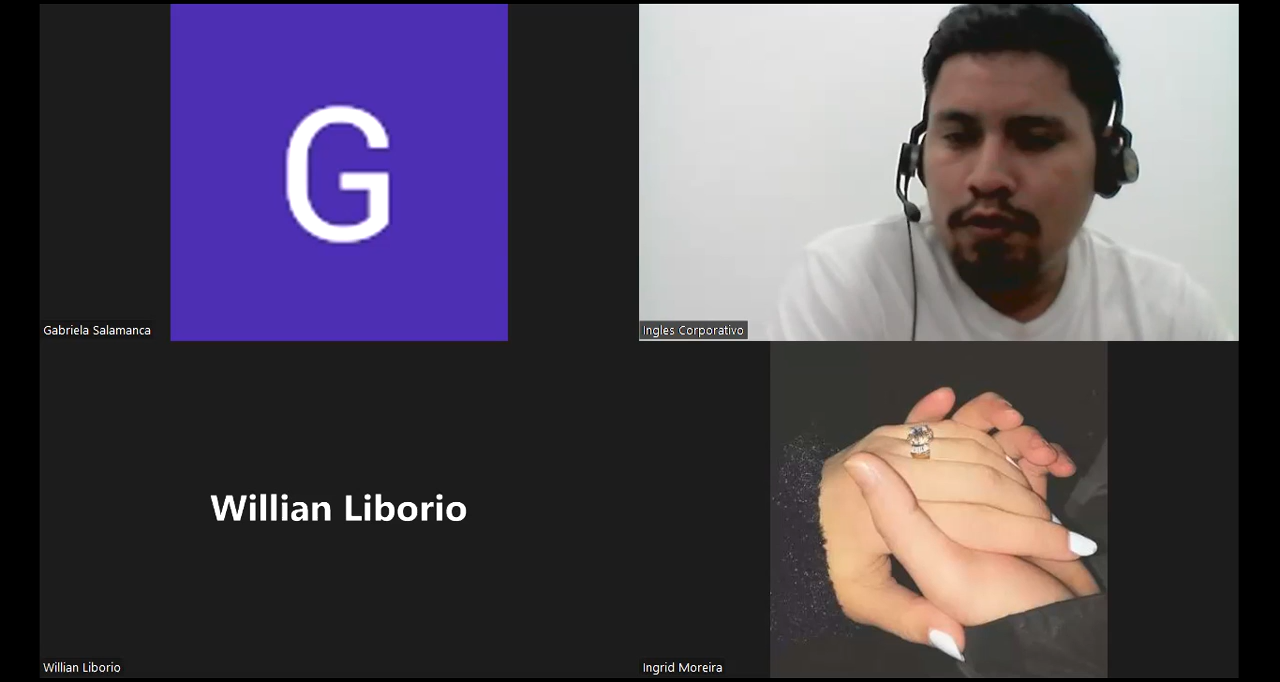 G
Gabriela Salamanca
Ingles Corporativo
Willian Liborio
Willian Liborio
Ingrid Moreira